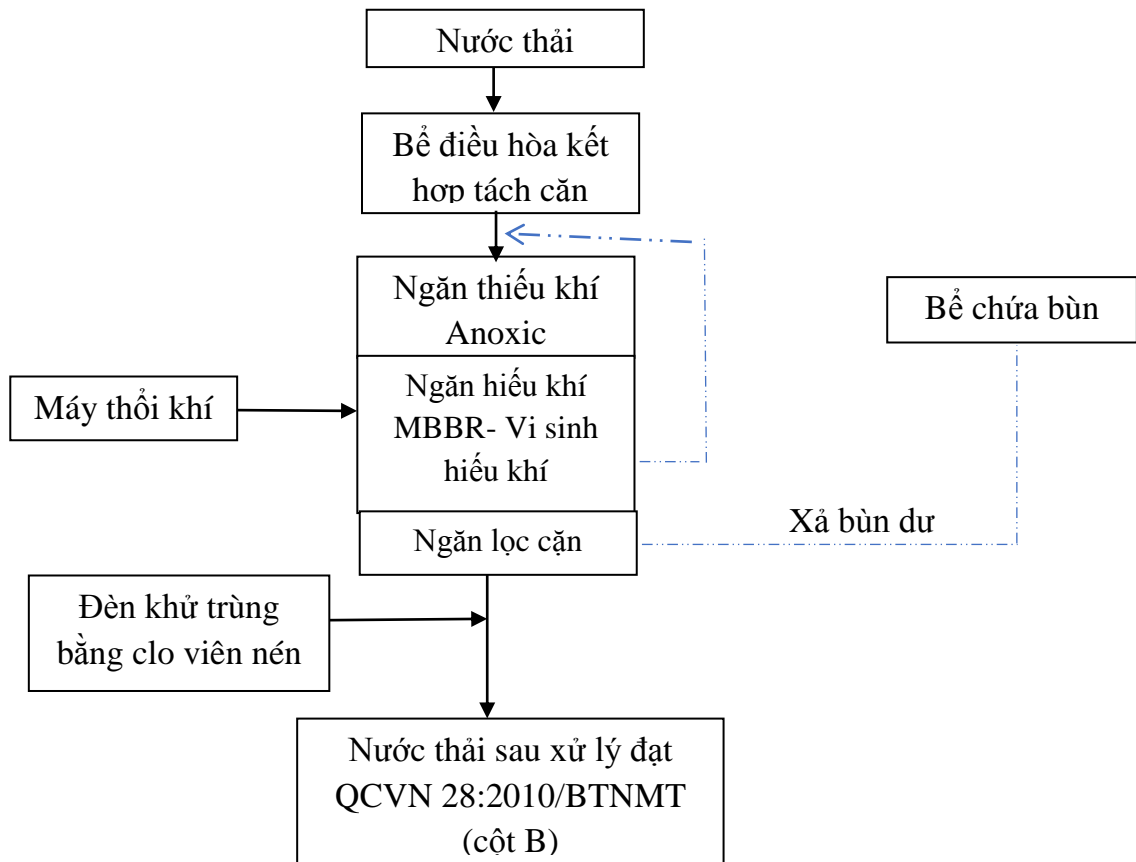 Nước thải
Bể điều hòa kết
hợp tách căn
Ngăn thiếu khí
Anoxic
Bể chứa bùn
Ngăn hiếu khí
MBBR- Vi sinh
hiếu khí
Máy thổi khí
Xả bùn dư
Ngăn lọc cặn
Đèn khử trùng
bằng clo viên nén
Nước thải sau xử lý đạt
QCVN 28:2010/BTNMT
(cột B)